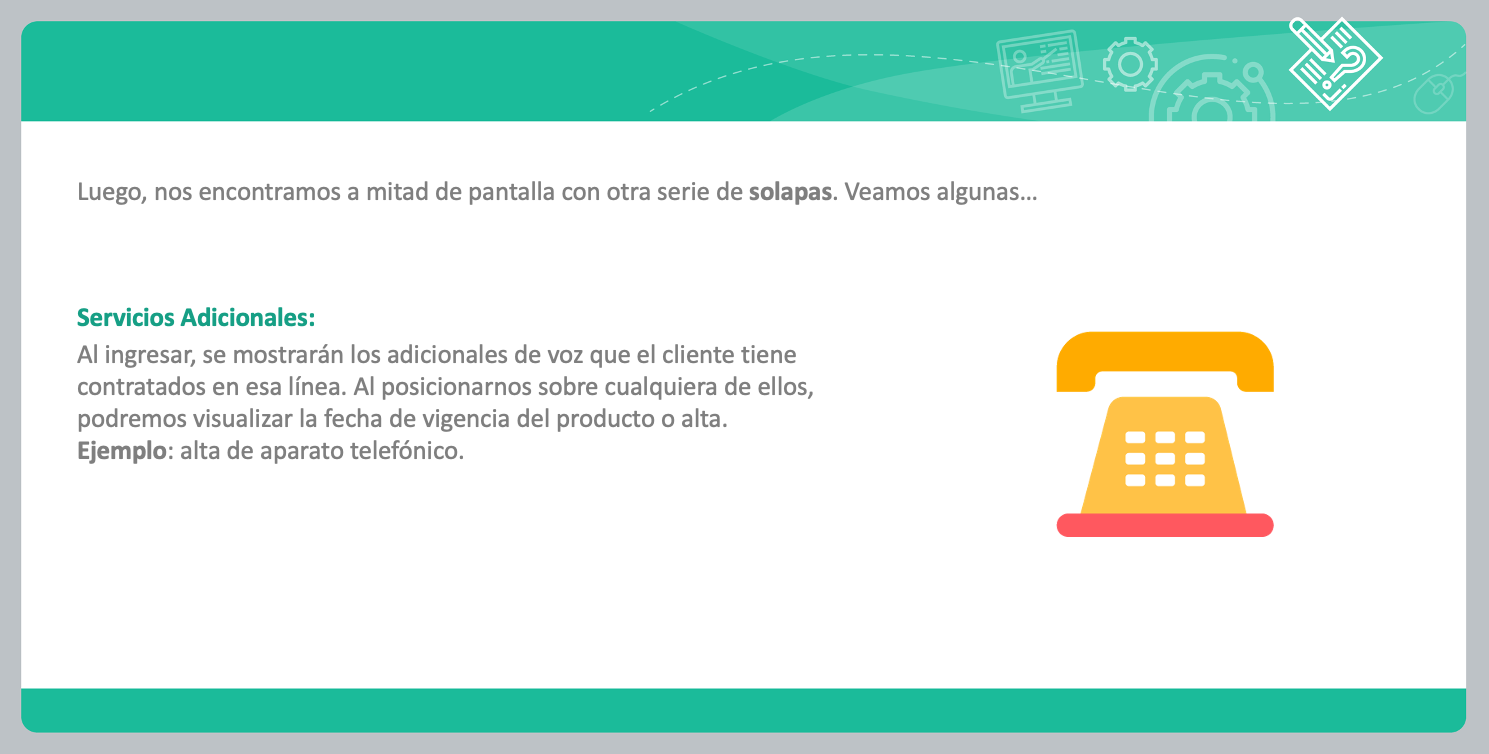 Luego, nos encontramos a mitad de pantalla con otra serie de solapas. Veamos algunas...
Servicios Adicionales:
Al ingresar, se mostrarán los adicionales de voz que el cliente tiene
contratados en esa línea. Al posicionarnos sobre cualquiera de ellos,
podremos visualizar la fecha de vigencia del producto o alta.
Ejemplo: alta de aparato telefónico.